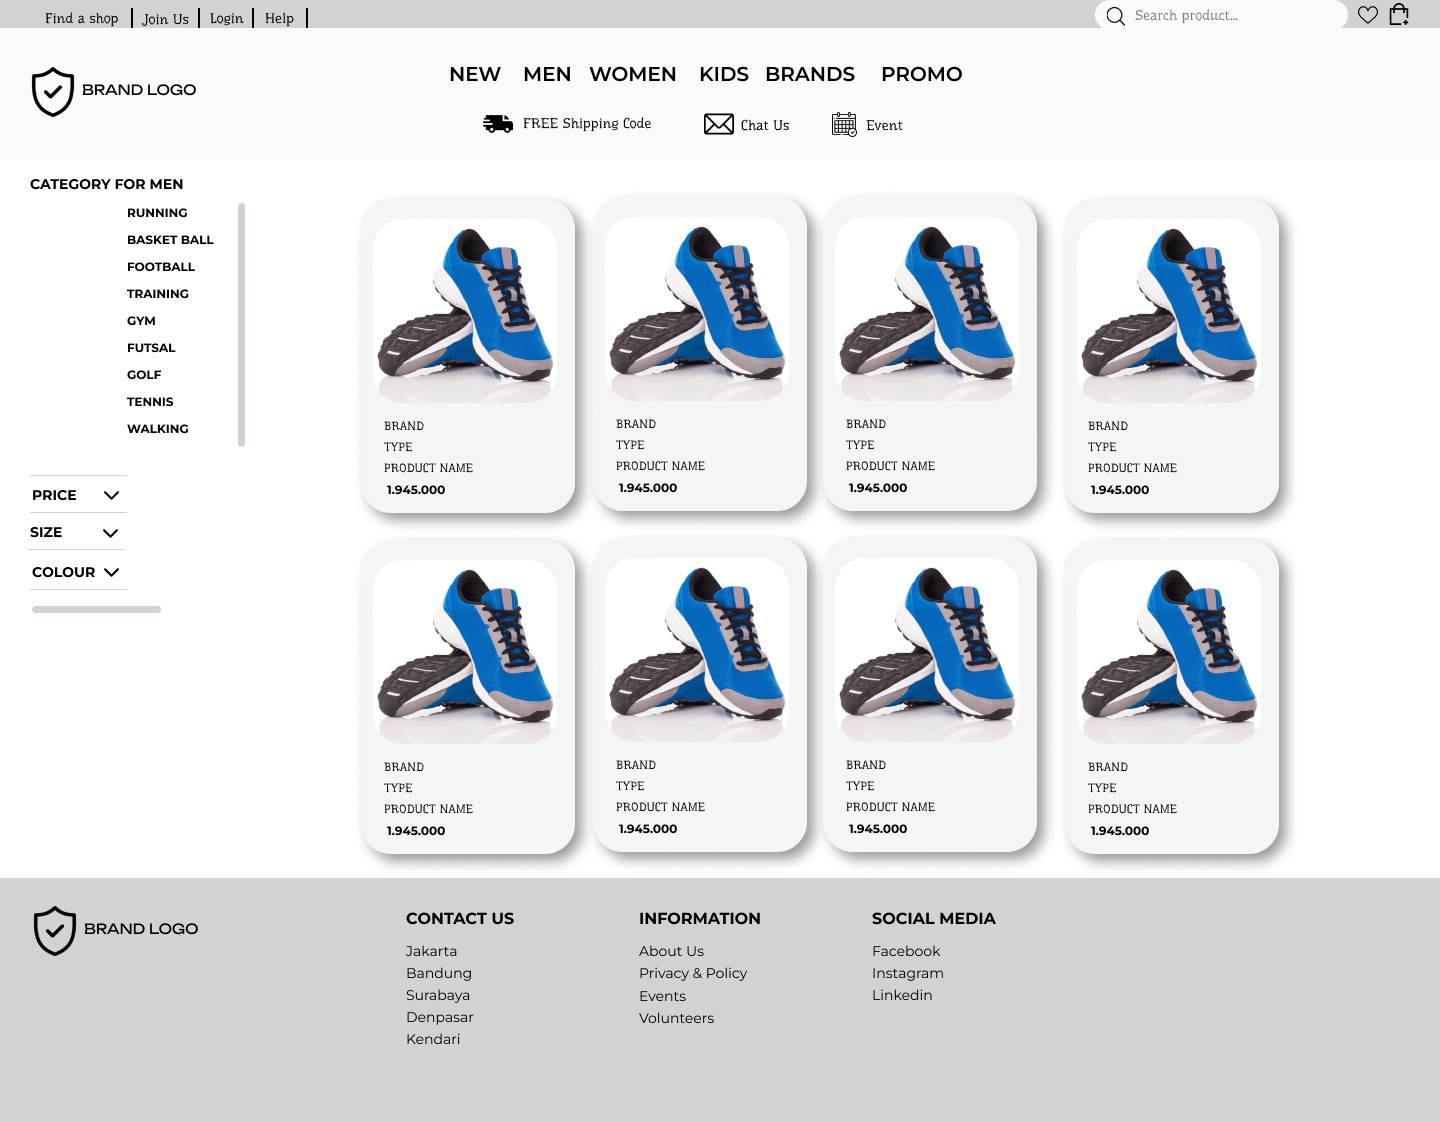 Find a shop
Join Us
Login
Help
Search product...
BRAND LOGO
NEW MEN WOMEN KIDS BRANDS PROMO
FREE Shipping Code
Chat Us
Event
CATEGORY FOR MEN
RUNNING
BASKET BALL
FOOTBALL
TRAINING
GYM
FUTSAL
GOLF
TENNIS
WALKING
PRICE
SIZE
COLOUR
BRAND
TYPE
PRODUCT NAME
1.945.000
BRAND
TYPE
PRODUCT NAME
1.945.000
BRAND
TYPE
PRODUCT NAME
1.945.000
BRAND
TYPE
PRODUCT NAME
1.945.000
BRAND
TYPE
PRODUCT NAME
1.945.000
BRAND
TYPE
PRODUCT NAME
1.945.000
BRAND
TYPE
PRODUCT NAME
1.945.000
BRAND
TYPE
PRODUCT NAME
1.945.000
BRAND LOGO
CONTACT US
Jakarta
Bandung
Surabaya
Denpasar
Kendari
INFORMATION
About Us
Privacy & Policy
Events
Volunteers
SOCIAL MEDIA
Facebook
Instagram
Linkedin